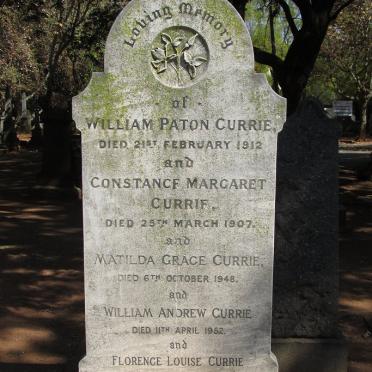 Loving Memory
- of -
WILLIAM PATON CURRIE,
DIED 21ST FEBRUARY 1912
and
CONSTANCE MARGARET
CURRIE,
DIED 25TH MARCH 1907.
and
MATILDA GRACE CURRIE,
DIED 6TH OCTOBER 1948.
and
WILLIAM ANDREW CURRIE
DIED 11TH APRIL 1952.
and
FLORENCE LOUISE CURRIE